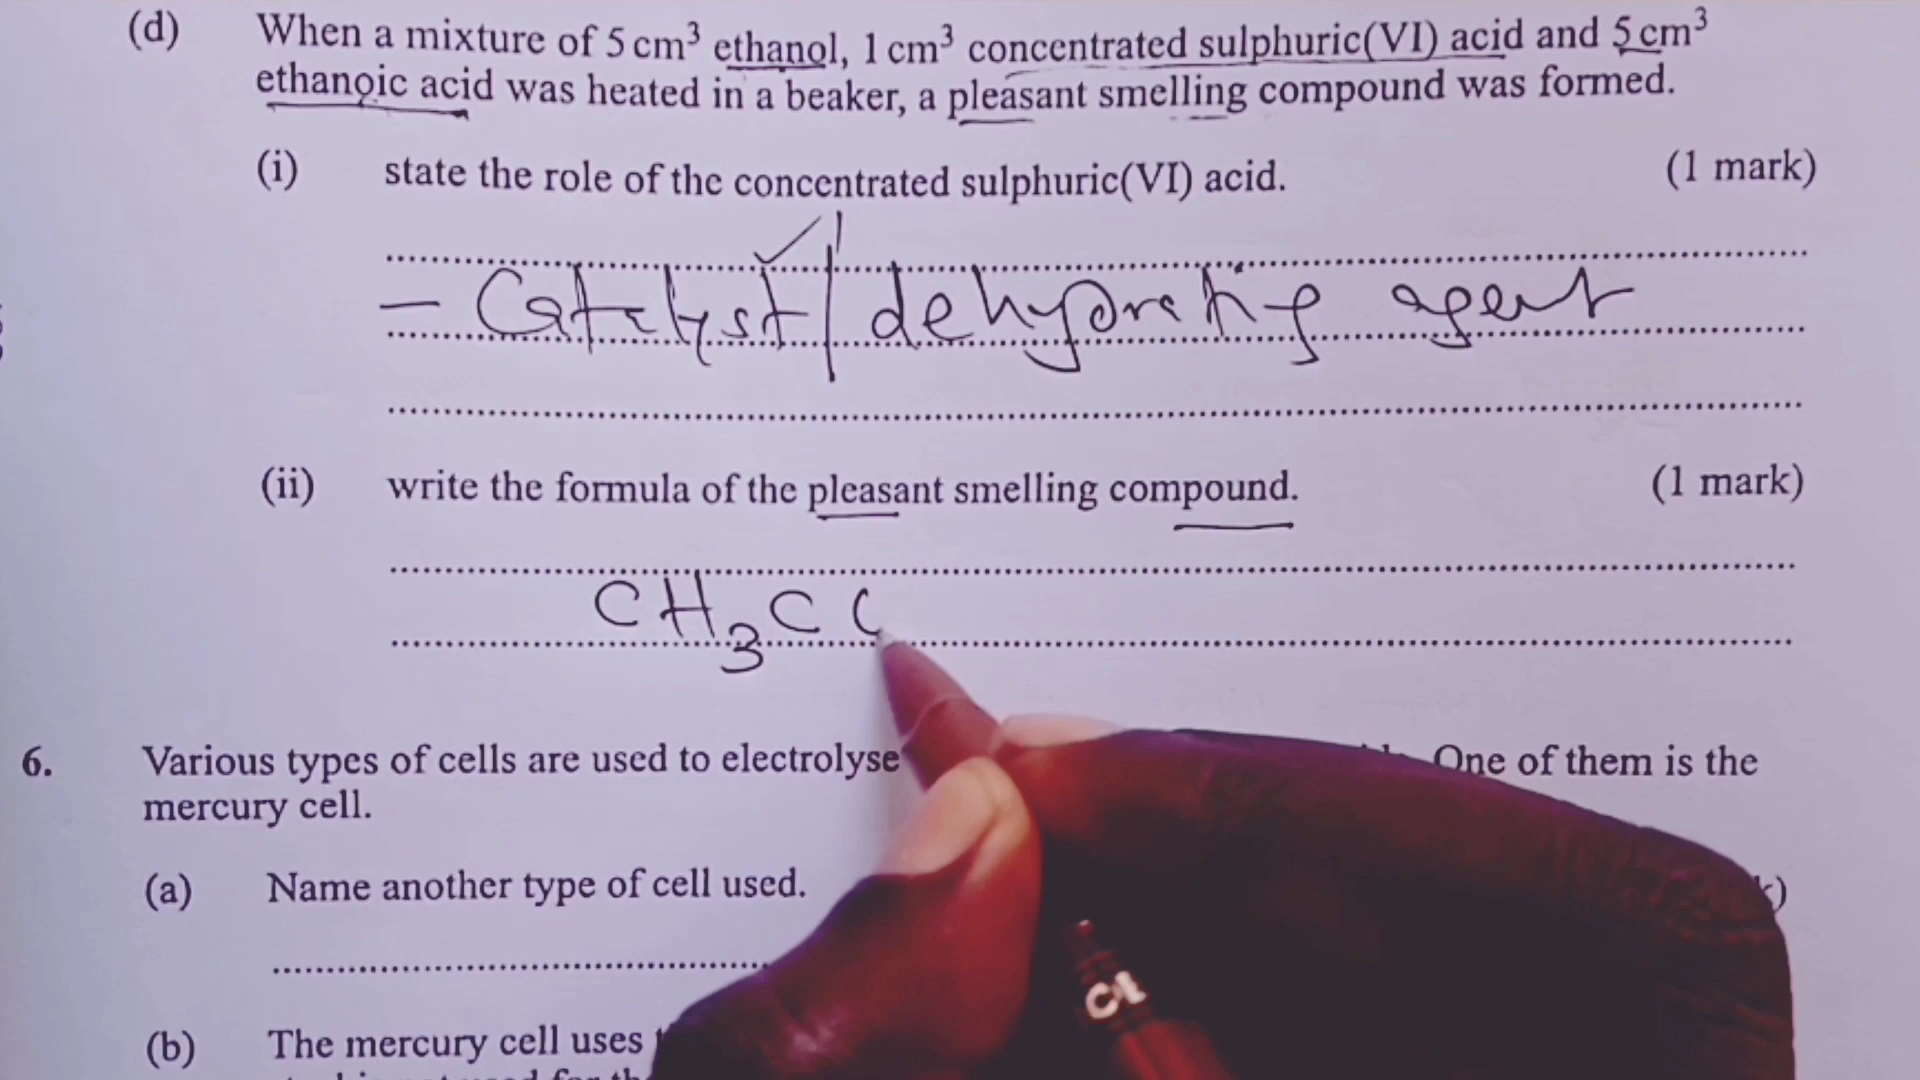 (d) When a mixture of 5 cm³ ethanol, 1 cm³ concentrated sulphuric(VI) acid and 5 cm³
ethanoic acid was heated in a beaker, a pleasant smelling compound was formed.
(i) state the role of the concentrated sulphuric(VI) acid. (1 mark)
- Catalyst / dehydrating agent
(ii) write the formula of the pleasant smelling compound. (1 mark)
CH₃C
6. Various types of cells are used to electrolyse One of them is the
mercury cell.
(a) Name another type of cell used.
(b) The mercury cell uses